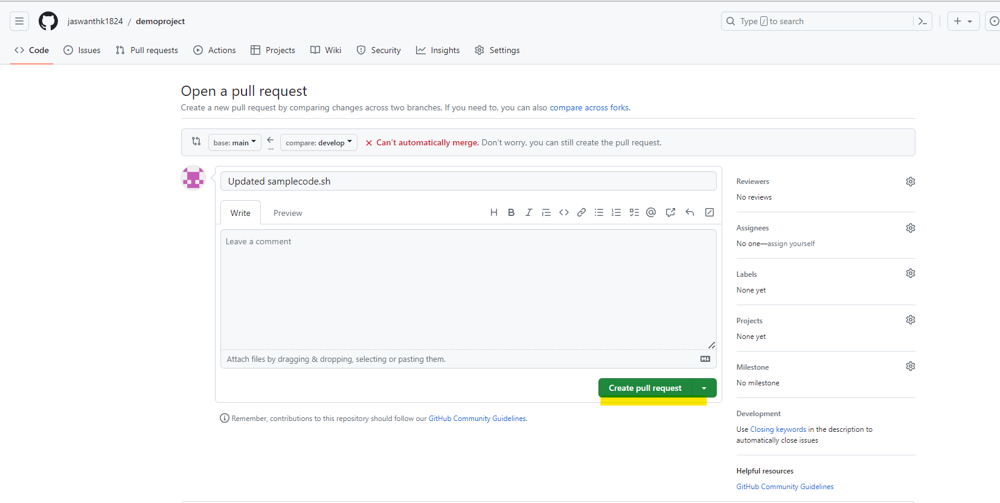 jaswanthk1824 / demoproject
Type / to search
Code Issues Pull requests Actions Projects Wiki Security Insights Settings
Open a pull request
Create a new pull request by comparing changes across two branches. If you need to, you can also compare across forks.
base: main ← compare: develop Can't automatically merge. Don't worry, you can still create the pull request.
...
Updated samplecode.sh
Write Preview
Leave a comment
Attach files by dragging & dropping, selecting or pasting them.
Create pull request
Remember, contributions to this repository should follow our GitHub Community Guidelines.
Reviewers
No reviews
Assignees
No one—assign yourself
Labels
None yet
Projects
None yet
Milestone
No milestone
Development
Use Closing keywords in the description to
automatically close issues
Helpful resources
GitHub Community Guidelines